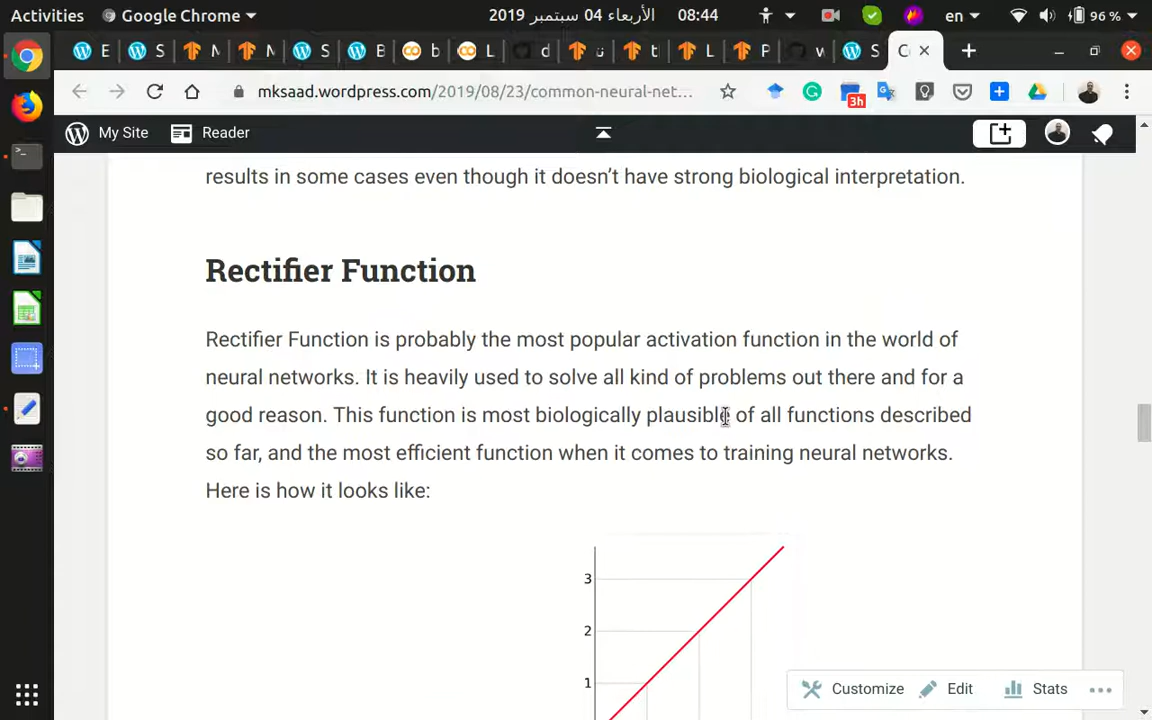 Activities Google Chrome الأربعاء 04 سبتمبر 2019 08:44 en 96 %
E S N N S B b L d ti t L P v S C
mksaad.wordpress.com/2019/08/23/common-neural-net...
3h
My Site Reader
results in some cases even though it doesn’t have strong biological interpretation.
Rectifier Function
Rectifier Function is probably the most popular activation function in the world of
neural networks. It is heavily used to solve all kind of problems out there and for a
good reason. This function is most biologically plausible of all functions described
so far, and the most efficient function when it comes to training neural networks.
Here is how it looks like:
3
2
1
Customize Edit Stats